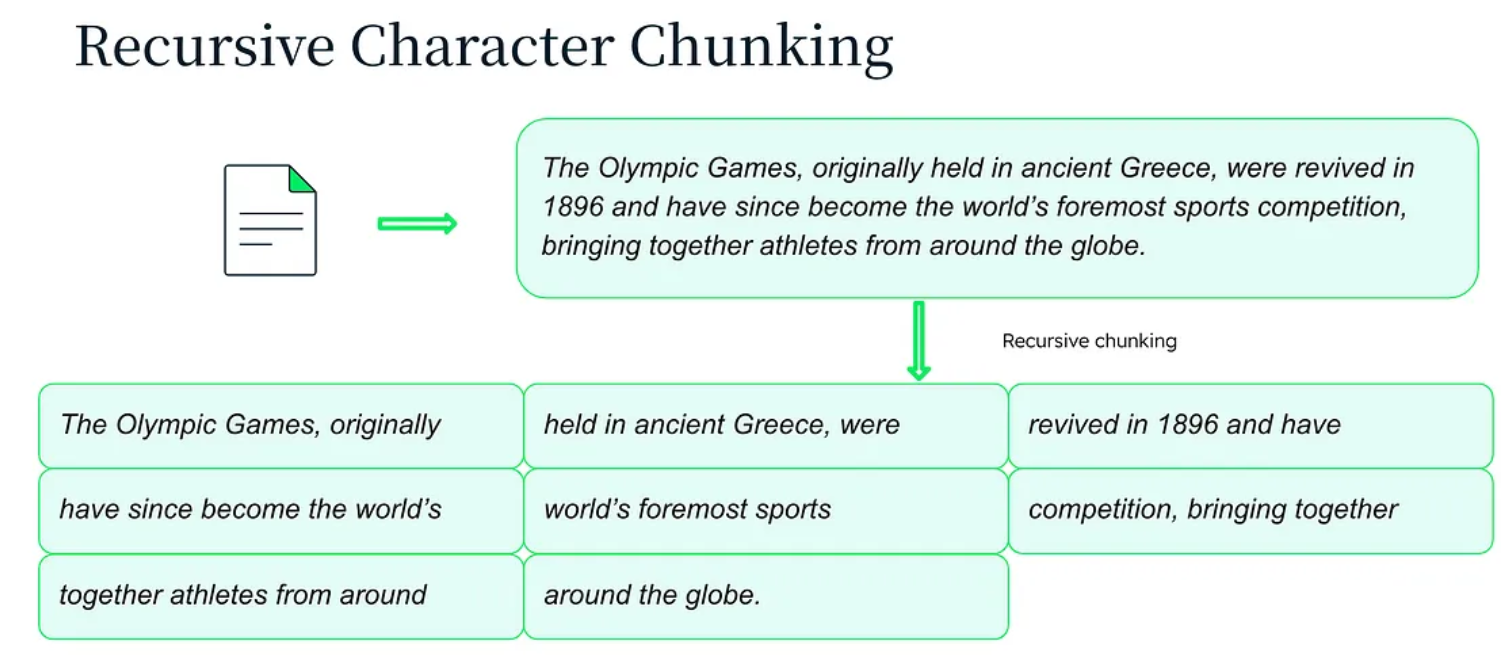 Recursive Character Chunking
The Olympic Games, originally held in ancient Greece, were revived in
1896 and have since become the world’s foremost sports competition,
bringing together athletes from around the globe.
Recursive chunking
The Olympic Games, originally
held in ancient Greece, were
revived in 1896 and have
have since become the world’s
world’s foremost sports
competition, bringing together
together athletes from around
around the globe.